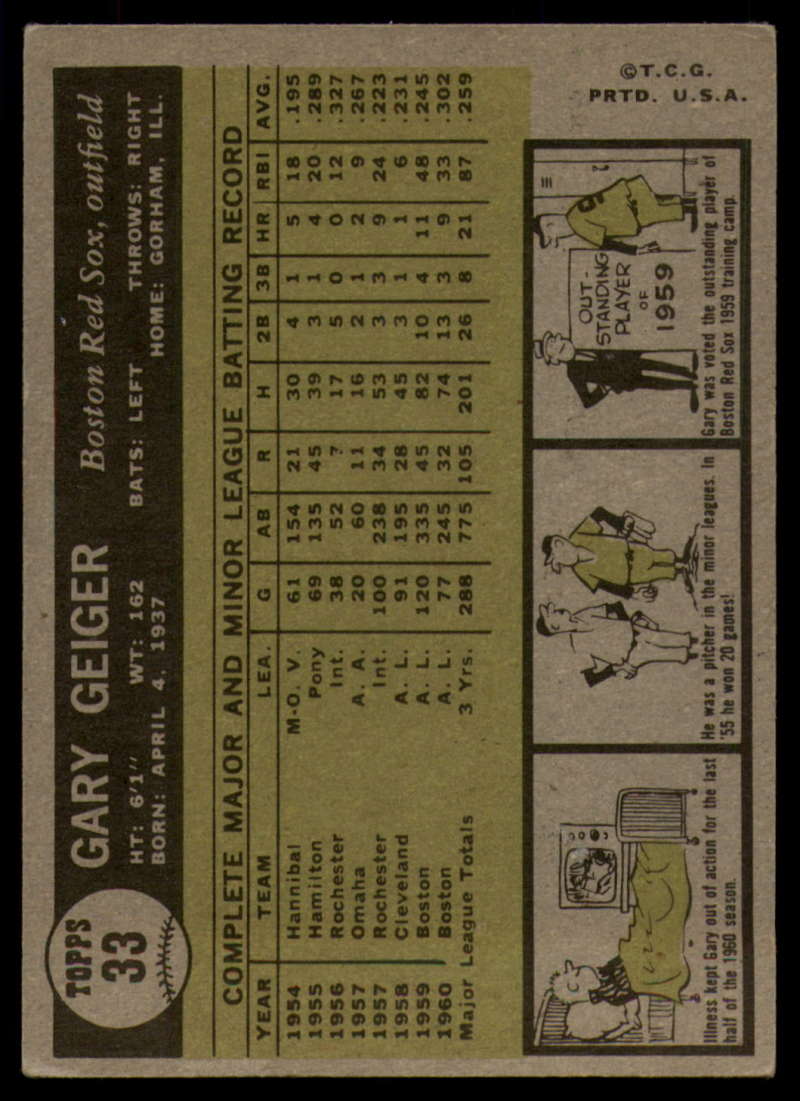 TOPPS
33
GARY GEIGER Boston Red Sox, outfield
HT: 6'1" WT: 162 BATS: LEFT THROWS: RIGHT
BORN: APRIL 4, 1937 HOME: GORHAM, ILL.
COMPLETE MAJOR AND MINOR LEAGUE BATTING RECORD
YEAR TEAM LEA. G AB R H 2B 3B HR RBI AVG.
1954 Hannibal M-O. V. 61 154 21 30 4 1 5 18 .195
1955 Hamilton Pony 69 135 45 39 3 1 4 20 .289
1956 Rochester Int. 38 52 7 17 5 0 0 12 .327
1957 Omaha A. A. 20 60 11 16 2 1 2 9 .267
1957 Rochester Int. 100 238 34 53 3 3 9 24 .223
1958 Cleveland A. L. 91 195 28 45 3 1 1 6 .231
1959 Boston A. L. 120 335 45 82 10 4 11 48 .245
1960 Boston A. L. 77 245 32 74 13 3 9 33 .302
Major League Totals 3 Yrs. 288 775 105 201 26 8 21 87 .259
Illness kept Gary out of action for the last
half of the 1960 season.
He was a pitcher in the minor leagues. In
'55 he won 20 games!
OUT-
STANDING
PLAYER
OF
1959
Gary was voted the outstanding player of
Boston Red Sox 1959 training camp.
©T.C.G.
PRTD. U.S.A.